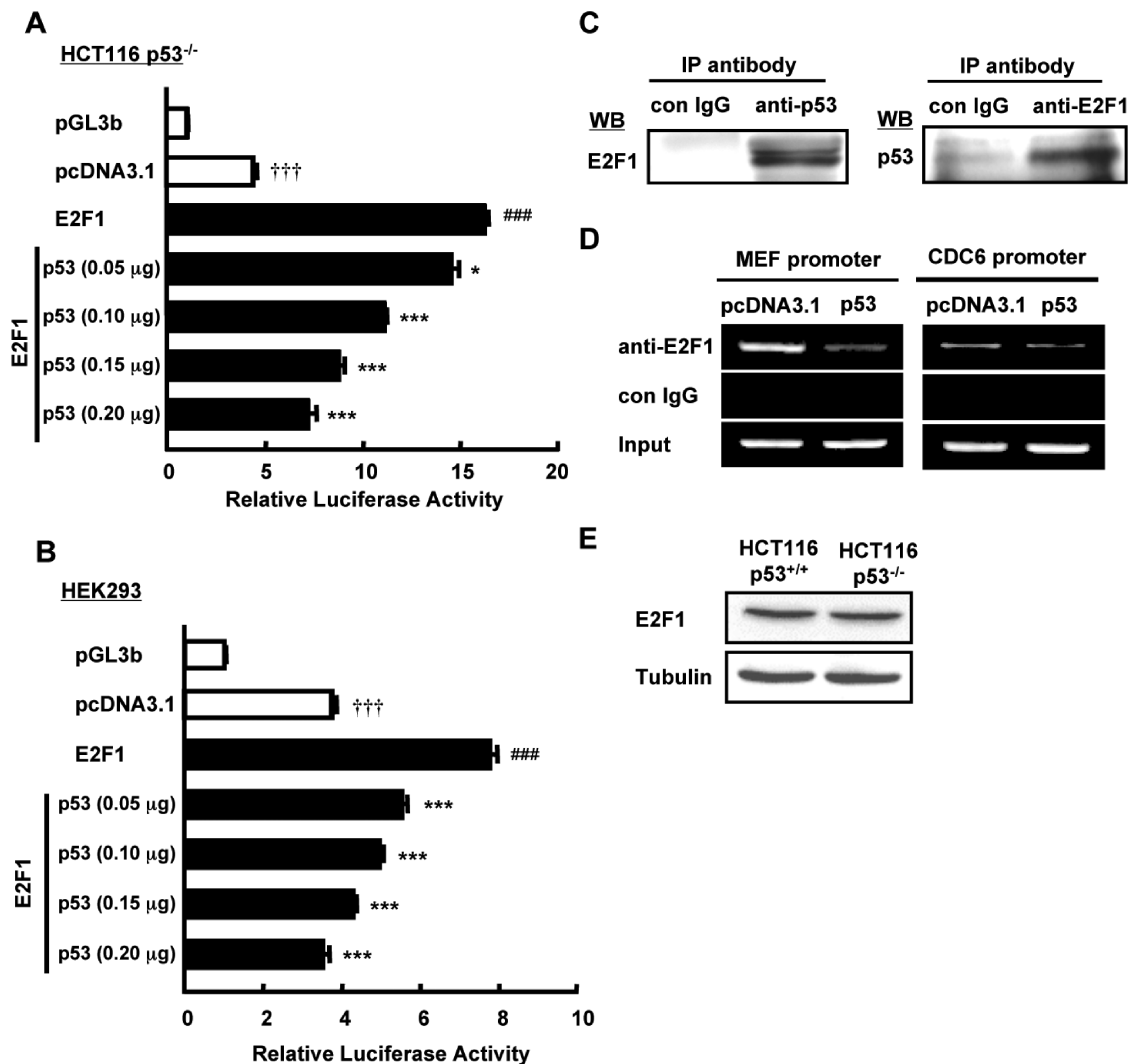 A
HCT116 p53-/-
pGL3b
pcDNA3.1
†††
E2F1
###
E2F1
p53 (0.05 µg)
*
p53 (0.10 µg)
***
p53 (0.15 µg)
***
p53 (0.20 µg)
***
0 5 10 15 20
Relative Luciferase Activity
B
HEK293
pGL3b
pcDNA3.1
†††
E2F1
###
E2F1
p53 (0.05 µg)
***
p53 (0.10 µg)
***
p53 (0.15 µg)
***
p53 (0.20 µg)
***
0 2 4 6 8 10
Relative Luciferase Activity
C
IP antibody
con IgG anti-p53
WB
E2F1
IP antibody
con IgG anti-E2F1
WB
p53
D
MEF promoter
CDC6 promoter
pcDNA3.1 p53
pcDNA3.1 p53
anti-E2F1
con IgG
Input
E
HCT116
p53+/+
HCT116
p53-/-
E2F1
Tubulin